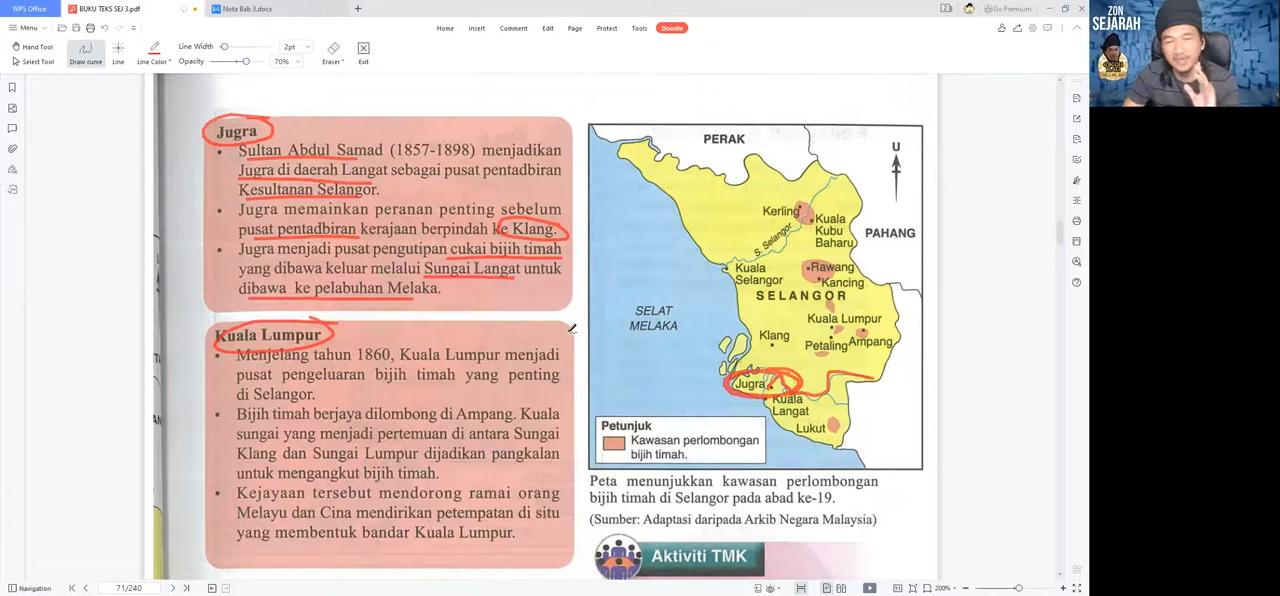 WPS Office
BUKU TEKS SEJ 3.pdf
Nota Bab 3.docx
Go Premium
Menu
Home
Insert
Comment
Edit
Page
Protect
Tools
Doodle
Hand Tool
Select Tool
Draw curve
Line
Line Color
Line Width
2pt
Opacity
70%
Eraser
Exit
ZON
SEJARAH
Jugra
• Sultan Abdul Samad (1857-1898) menjadikan
Jugra di daerah Langat sebagai pusat pentadbiran
Kesultanan Selangor.
• Jugra memainkan peranan penting sebelum
pusat pentadbiran kerajaan berpindah ke Klang.
• Jugra menjadi pusat pengutipan cukai bijih timah
yang dibawa keluar melalui Sungai Langat untuk
dibawa ke pelabuhan Melaka.
Kuala Lumpur
• Menjelang tahun 1860, Kuala Lumpur menjadi
pusat pengeluaran bijih timah yang penting
di Selangor.
• Bijih timah berjaya dilombong di Ampang. Kuala
sungai yang menjadi pertemuan di antara Sungai
Klang dan Sungai Lumpur dijadikan pangkalan
untuk mengangkut bijih timah.
• Kejayaan tersebut mendorong ramai orang
Melayu dan Cina mendirikan petempatan di situ
yang membentuk bandar Kuala Lumpur.
PERAK
U
Kerling
Kuala
Kubu
Baharu
PAHANG
S. Selangor
Kuala
Selangor
Rawang
Kancing
SELANGOR
SELAT
MELAKA
Kuala Lumpur
Klang
Petaling
Ampang
Jugra
Kuala
Langat
Lukut
Petunjuk
Kawasan perlombongan
bijih timah.
Peta menunjukkan kawasan perlombongan
bijih timah di Selangor pada abad ke-19.
(Sumber: Adaptasi daripada Arkib Negara Malaysia)
Aktiviti TMK
Navigation
71/240
200%